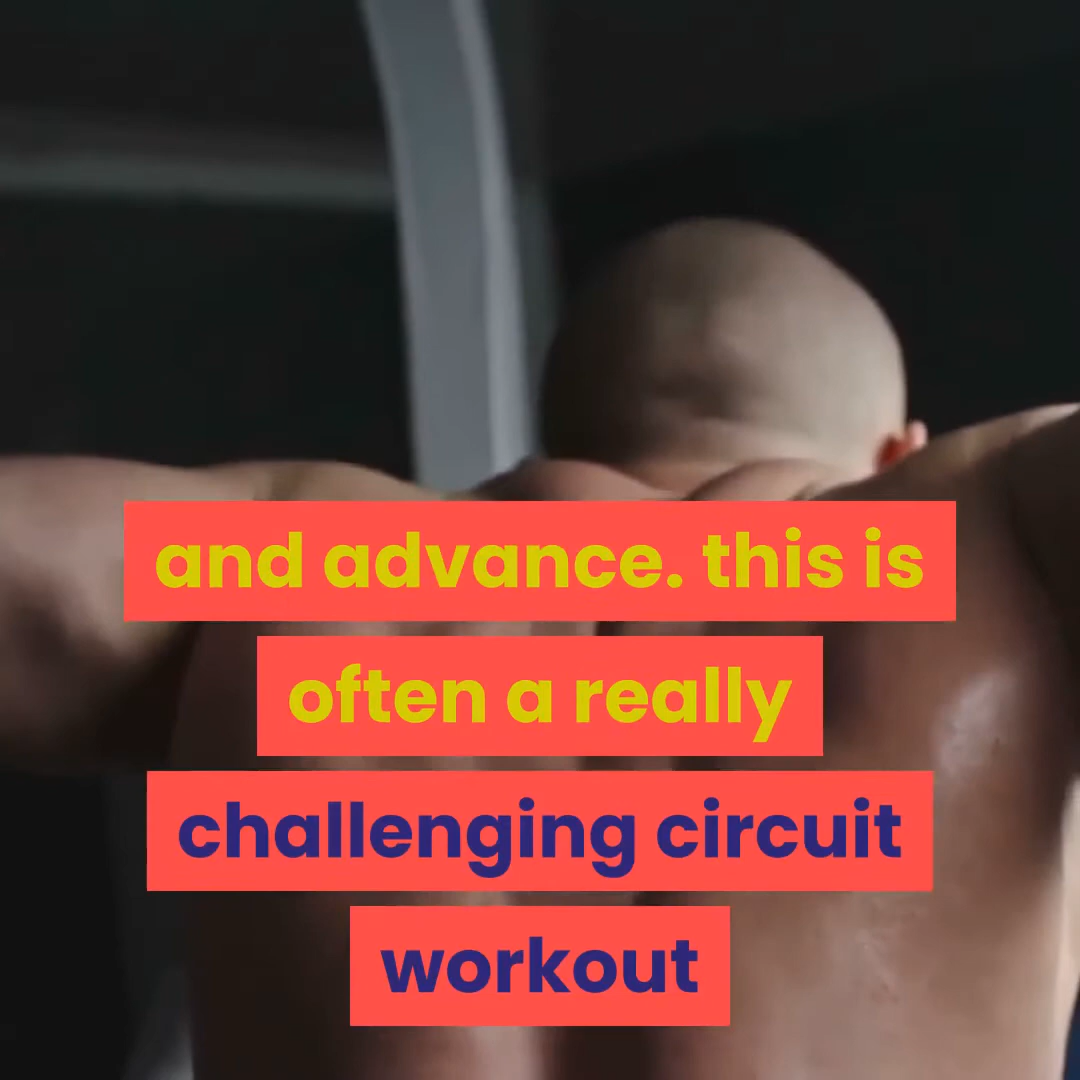 and advance. this is
often a really
challenging circuit
workout